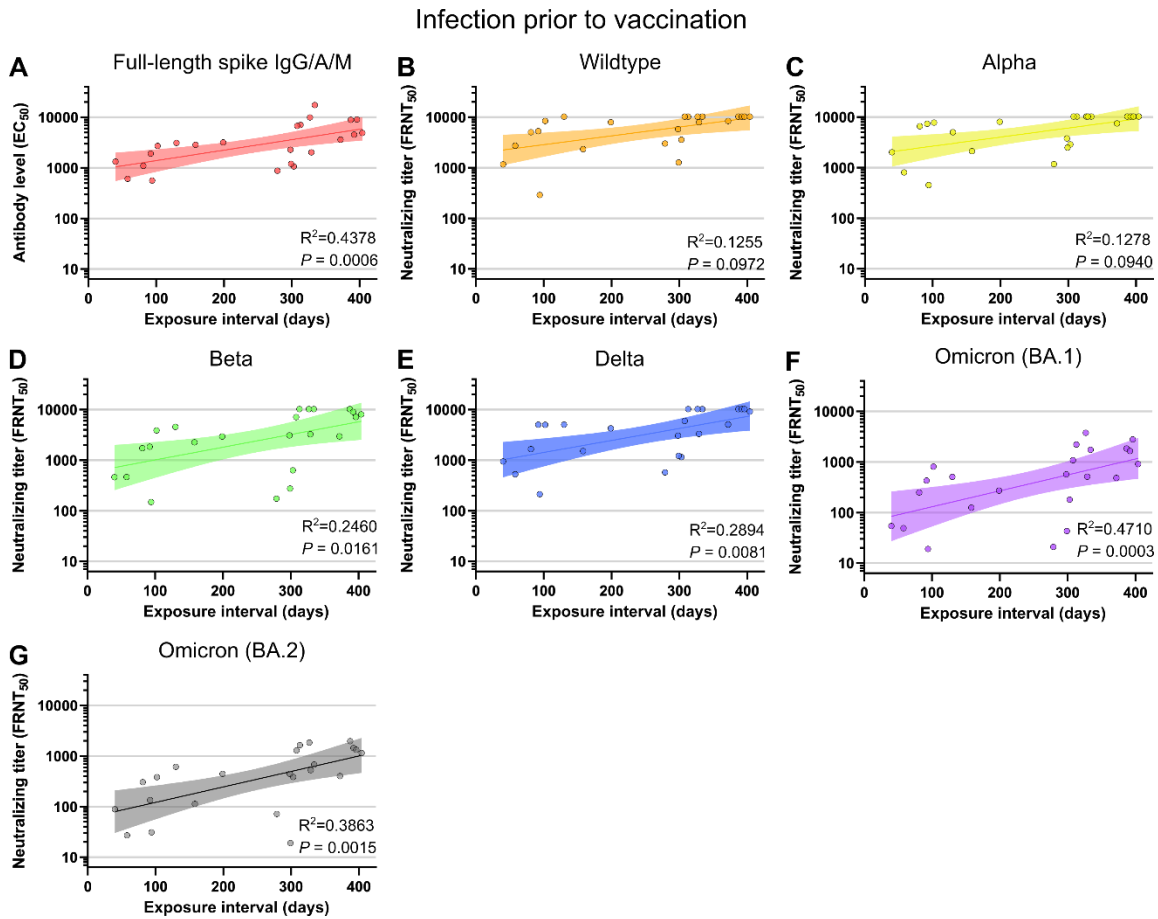 Infection prior to vaccination
A
Full-length spike IgG/A/M
Antibody level (EC50)
10000
1000
100
10
R2=0.4378
P = 0.0006
0 100 200 300 400
Exposure interval (days)
B
Wildtype
Neutralizing titer (FRNT50)
10000
1000
100
10
R2=0.1255
P = 0.0972
0 100 200 300 400
Exposure interval (days)
C
Alpha
Neutralizing titer (FRNT50)
10000
1000
100
10
R2=0.1278
P = 0.0940
0 100 200 300 400
Exposure interval (days)
D
Beta
Neutralizing titer (FRNT50)
10000
1000
100
10
R2=0.2460
P = 0.0161
0 100 200 300 400
Exposure interval (days)
E
Delta
Neutralizing titer (FRNT50)
10000
1000
100
10
R2=0.2894
P = 0.0081
0 100 200 300 400
Exposure interval (days)
F
Omicron (BA.1)
Neutralizing titer (FRNT50)
10000
1000
100
10
R2=0.4710
P = 0.0003
0 100 200 300 400
Exposure interval (days)
G
Omicron (BA.2)
Neutralizing titer (FRNT50)
10000
1000
100
10
R2=0.3863
P = 0.0015
0 100 200 300 400
Exposure interval (days)